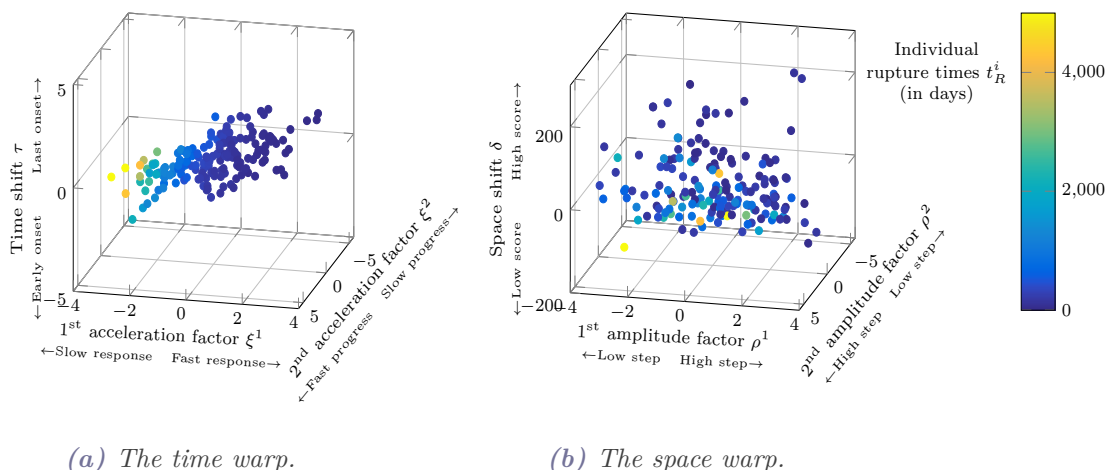 5
0
−5
Time shift τ
←Early onset Last onset→
−4
−2
0
2
4
1st acceleration factor ξ1
←Slow response Fast response→
−5
0
5
2nd acceleration factor ξ2
←Fast progress Slow progress→
200
0
−200
Space shift δ
←Low score High score→
−4
−2
0
2
4
1st amplitude factor ρ1
←Low step High step→
−5
0
5
2nd amplitude factor ρ2
←High step Low step→
Individual
rupture times t_R^i
(in days)
4,000
2,000
0
(a) The time warp.
(b) The space warp.